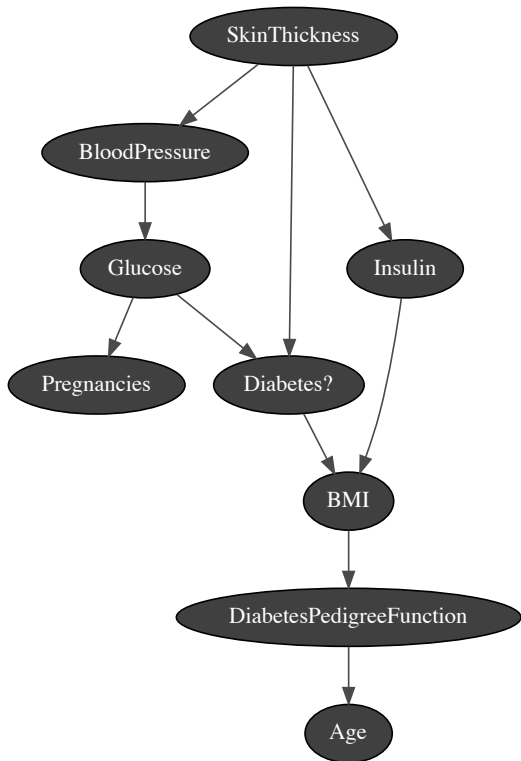 SkinThickness
BloodPressure
Glucose
Insulin
Pregnancies
Diabetes?
BMI
DiabetesPedigreeFunction
Age